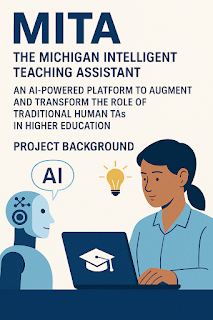 MITA
THE MICHIGAN INTELLIGENT
TEACHING ASSISTANT
AN AI-POWERED PLATFORM TO AUGMENT
AND TRANSFORM THE ROLE OF
TRADITIONAL HUMAN TAs
IN HIGHER EDUCATION
PROJECT BACKGROUND
AI